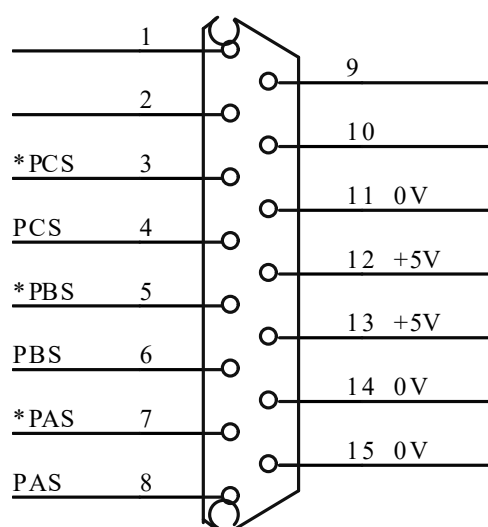 1
9
2
10
*PCS 3
11 0V
PCS 4
12 +5V
*PBS 5
13 +5V
PBS 6
14 0V
*PAS 7
15 0V
PAS 8